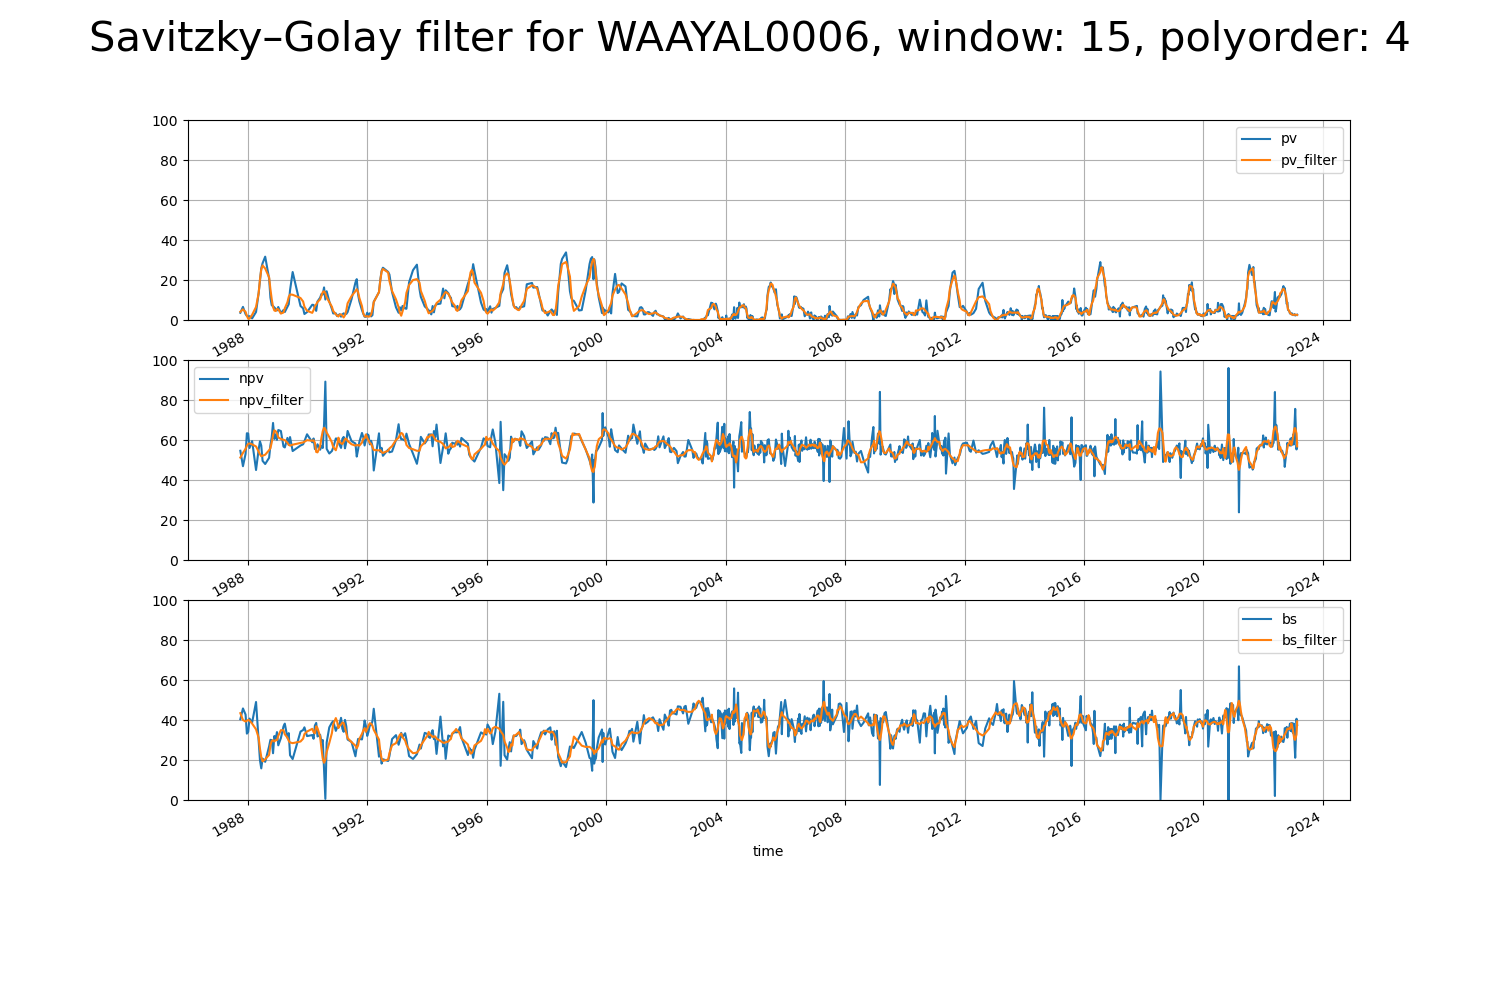 Savitzky–Golay filter for WAAYAL0006, window: 15, polyorder: 4
100
80
60
40
20
0
pv
pv_filter
1988 1992 1996 2000 2004 2008 2012 2016 2020 2024
100
80
60
40
20
0
npv
npv_filter
1988 1992 1996 2000 2004 2008 2012 2016 2020 2024
100
80
60
40
20
0
bs
bs_filter
1988 1992 1996 2000 2004 2008 2012 2016 2020 2024
time